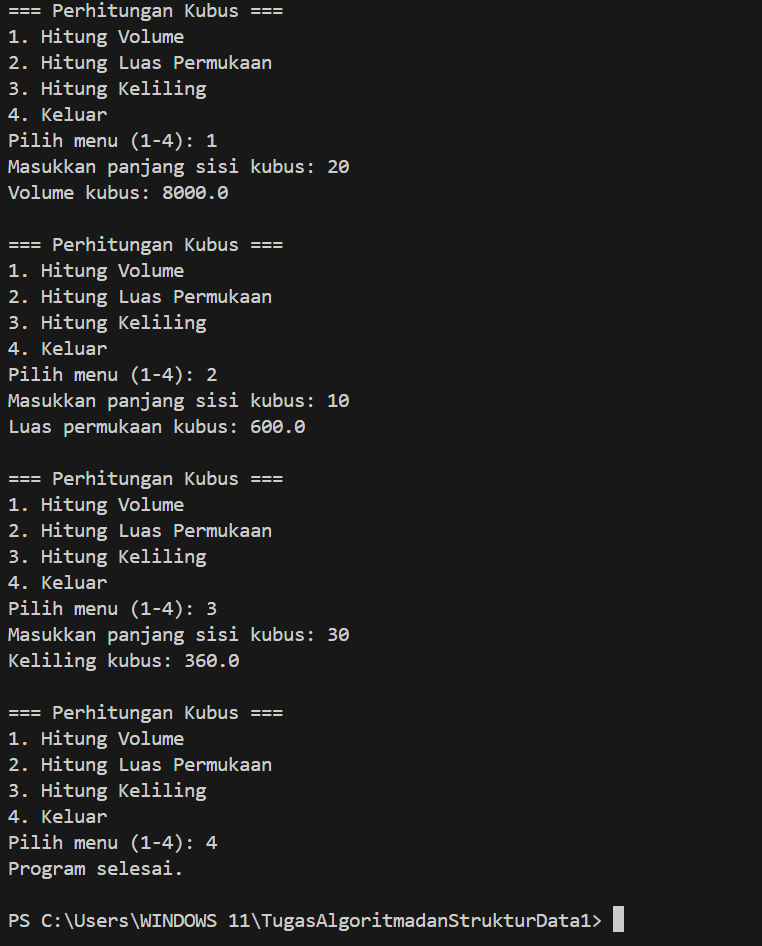 === Perhitungan Kubus ===
1. Hitung Volume
2. Hitung Luas Permukaan
3. Hitung Keliling
4. Keluar
Pilih menu (1-4): 1
Masukkan panjang sisi kubus: 20
Volume kubus: 8000.0

=== Perhitungan Kubus ===
1. Hitung Volume
2. Hitung Luas Permukaan
3. Hitung Keliling
4. Keluar
Pilih menu (1-4): 2
Masukkan panjang sisi kubus: 10
Luas permukaan kubus: 600.0

=== Perhitungan Kubus ===
1. Hitung Volume
2. Hitung Luas Permukaan
3. Hitung Keliling
4. Keluar
Pilih menu (1-4): 3
Masukkan panjang sisi kubus: 30
Keliling kubus: 360.0

=== Perhitungan Kubus ===
1. Hitung Volume
2. Hitung Luas Permukaan
3. Hitung Keliling
4. Keluar
Pilih menu (1-4): 4
Program selesai.

PS C:\Users\WINDOWS 11\TugasAlgoritmadanStrukturData1>